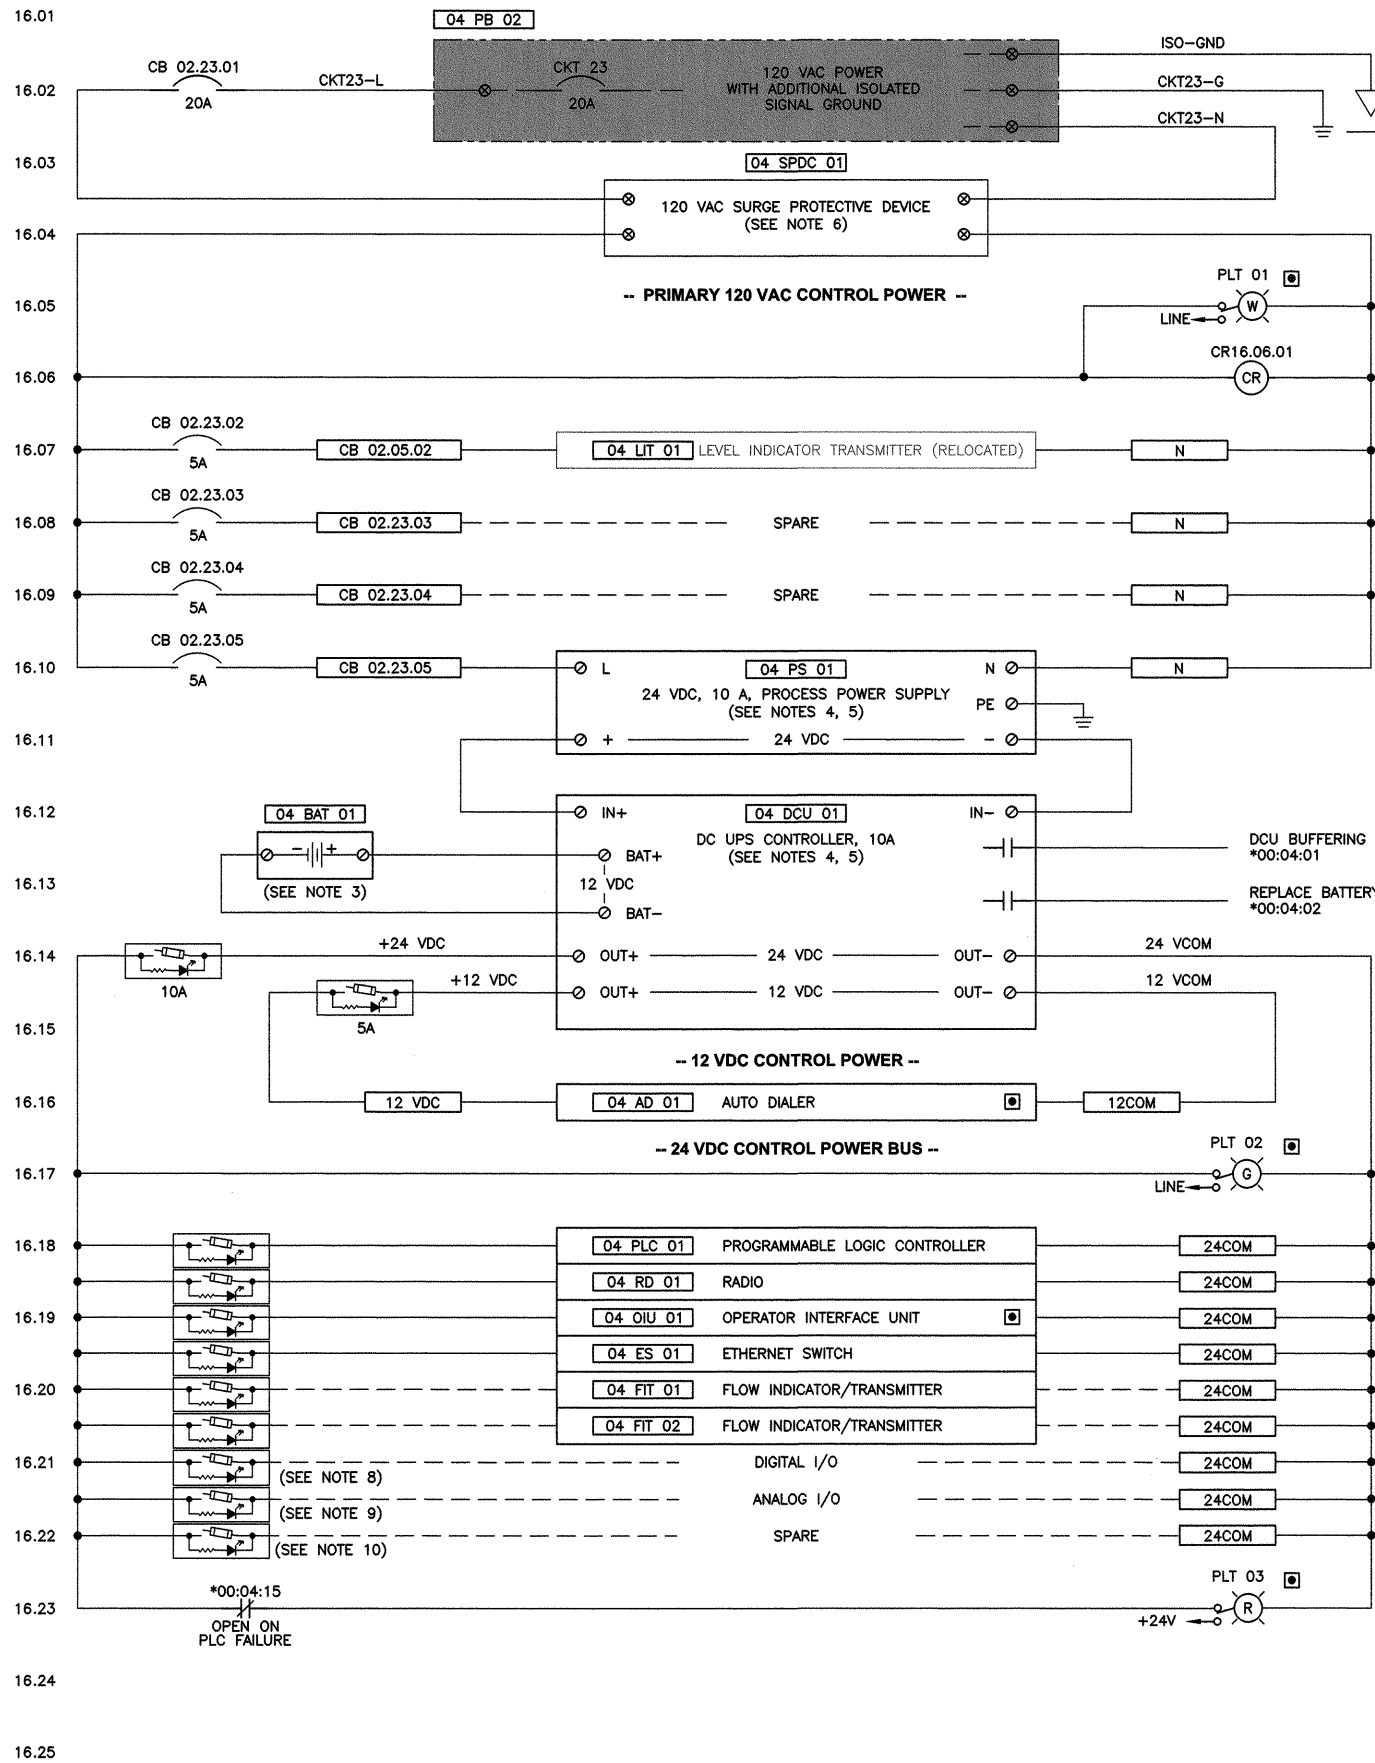 16.01
04 PB 02
ISO-GND
CB 02.23.01
CKT23-L
CKT 23
120 VAC POWER
WITH ADDITIONAL ISOLATED
SIGNAL GROUND
CKT23-G
16.02
20A
20A
CKT23-N
16.03
04 SPDC 01
120 VAC SURGE PROTECTIVE DEVICE
(SEE NOTE 6)
16.04
PLT 01
-- PRIMARY 120 VAC CONTROL POWER --
16.05
W
LINE
CR16.06.01
16.06
CR
CB 02.23.02
16.07
5A
CB 02.05.02
04 LIT 01
LEVEL INDICATOR TRANSMITTER (RELOCATED)
N
CB 02.23.03
16.08
5A
CB 02.23.03
SPARE
N
CB 02.23.04
16.09
5A
CB 02.23.04
SPARE
N
CB 02.23.05
16.10
5A
CB 02.23.05
L
04 PS 01
N
N
24 VDC, 10 A, PROCESS POWER SUPPLY
(SEE NOTES 4, 5)
PE
16.11
+
24 VDC
-
16.12
04 BAT 01
IN+
04 DCU 01
IN-
- +
DC UPS CONTROLLER, 10A
(SEE NOTES 4, 5)
DCU BUFFERING
*00:04:01
BAT+
16.13
(SEE NOTE 3)
12 VDC
BAT-
REPLACE BATTERY
*00:04:02
+24 VDC
24 VCOM
16.14
10A
OUT+
24 VDC
OUT-
+12 VDC
12 VCOM
OUT+
12 VDC
OUT-
5A
16.15
-- 12 VDC CONTROL POWER --
16.16
12 VDC
04 AD 01
AUTO DIALER
12COM
-- 24 VDC CONTROL POWER BUS --
PLT 02
16.17
G
LINE
16.18
04 PLC 01
PROGRAMMABLE LOGIC CONTROLLER
24COM
04 RD 01
RADIO
24COM
16.19
04 OIU 01
OPERATOR INTERFACE UNIT
24COM
04 ES 01
ETHERNET SWITCH
24COM
16.20
04 FIT 01
FLOW INDICATOR/TRANSMITTER
24COM
04 FIT 02
FLOW INDICATOR/TRANSMITTER
24COM
16.21
(SEE NOTE 8)
DIGITAL I/O
24COM
(SEE NOTE 9)
ANALOG I/O
24COM
16.22
(SEE NOTE 10)
SPARE
24COM
PLT 03
*00:04:15
16.23
R
+24V
OPEN ON
PLC FAILURE
16.24
16.25